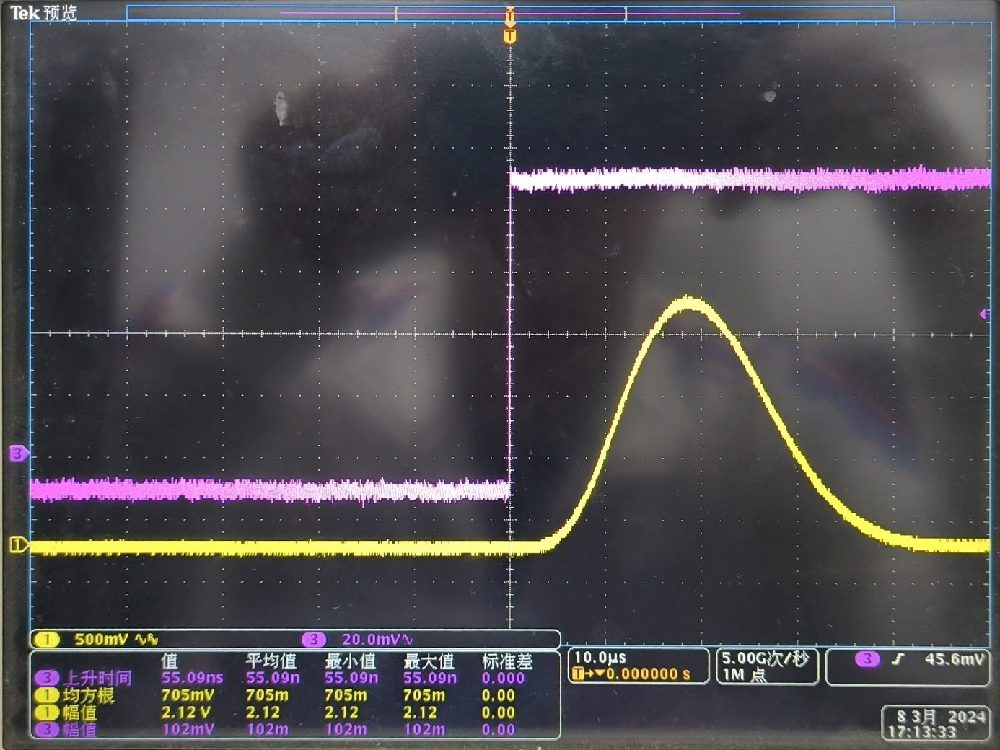 Tek 预览
T
T
3
1
1 500mV 3 20.0mV
值 平均值 最小值 最大值 标准差
3 上升时间 55.09ns 55.09n 55.09n 55.09n 0.000
1 均方根 705mV 705m 705m 705m 0.00
1 幅值 2.12 V 2.12 2.12 2.12 0.00
3 幅值 102mV 102m 102m 102m 0.00
10.0µs
T→▼0.000000 s
5.00G次/秒
1M 点
3 45.6mV
8 3月 2024
17:13:33